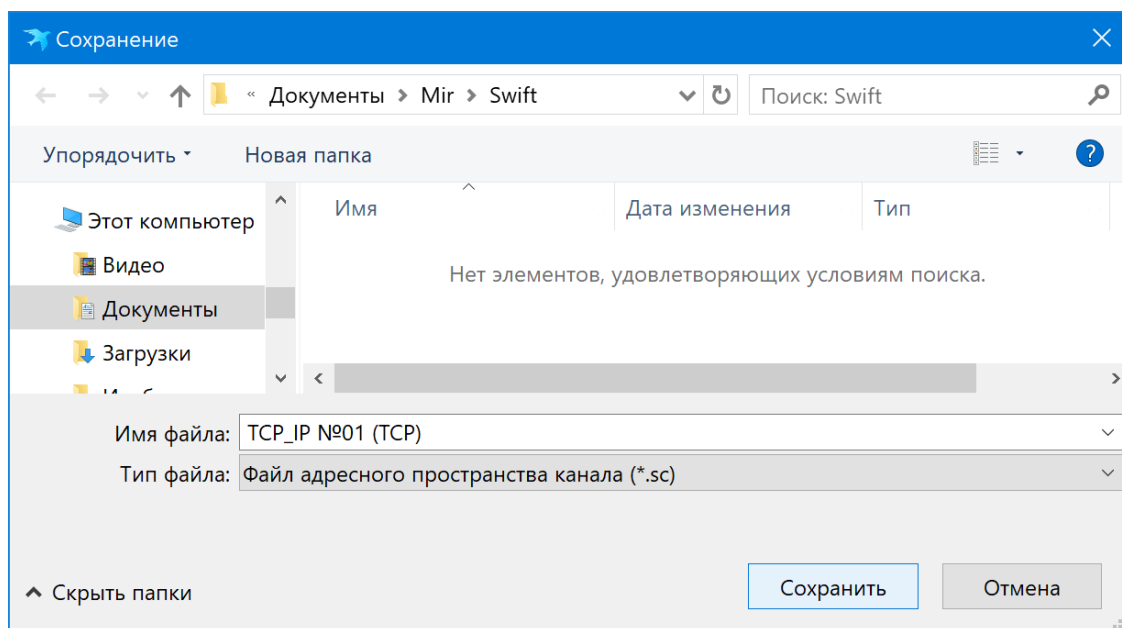 Сохранение
« Документы > Mir > Swift Поиск: Swift
Упорядочить Новая папка ?
Этот компьютер
Видео
Документы
Загрузки
Имя Дата изменения Тип
Нет элементов, удовлетворяющих условиям поиска.
Имя файла: TCP_IP №01 (TCP)
Тип файла: Файл адресного пространства канала (*.sc)
Скрыть папки Сохранить Отмена